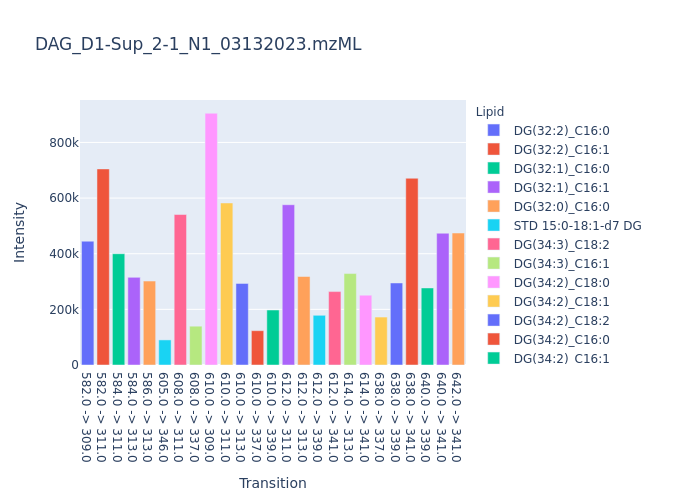 DAG_D1-Sup_2-1_N1_03132023.mzML
Lipid
DG(32:2)_C16:0
DG(32:2)_C16:1
DG(32:1)_C16:0
DG(32:1)_C16:1
DG(32:0)_C16:0
STD 15:0-18:1-d7 DG
DG(34:3)_C18:2
DG(34:3)_C16:1
DG(34:2)_C18:0
DG(34:2)_C18:1
DG(34:2)_C18:2
DG(34:2)_C16:0
DG(34:2)_C16:1
Intensity
800k
600k
400k
200k
0
582.0 -> 309.0
582.0 -> 311.0
584.0 -> 311.0
584.0 -> 313.0
586.0 -> 313.0
605.0 -> 346.0
608.0 -> 311.0
608.0 -> 337.0
610.0 -> 309.0
610.0 -> 311.0
610.0 -> 313.0
610.0 -> 337.0
610.0 -> 339.0
612.0 -> 311.0
612.0 -> 313.0
612.0 -> 339.0
612.0 -> 341.0
614.0 -> 313.0
614.0 -> 341.0
638.0 -> 337.0
638.0 -> 339.0
638.0 -> 341.0
640.0 -> 339.0
640.0 -> 341.0
642.0 -> 341.0
Transition